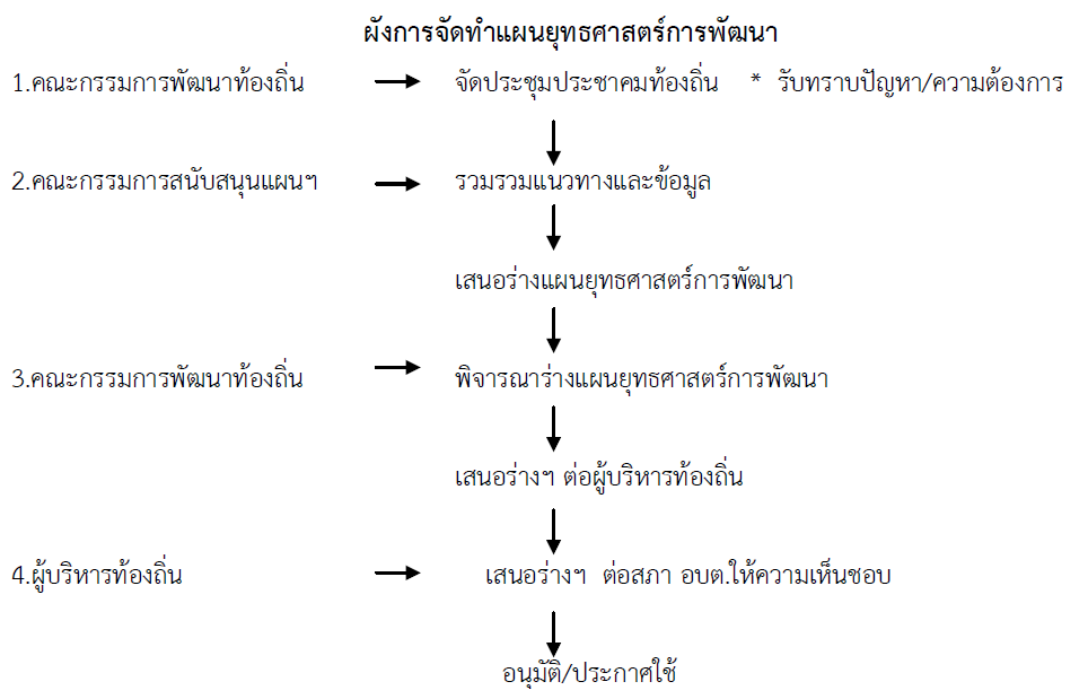 ผังการจัดทำแผนยุทธศาสตร์การพัฒนา
1.คณะกรรมการพัฒนาท้องถิ่น จัดประชุมประชาคมท้องถิ่น * รับทราบปัญหา/ความต้องการ
2.คณะกรรมการสนับสนุนแผนฯ รวมรวมแนวทางและข้อมูล
เสนอร่างแผนยุทธศาสตร์การพัฒนา
3.คณะกรรมการพัฒนาท้องถิ่น พิจารณาร่างแผนยุทธศาสตร์การพัฒนา
เสนอร่างฯ ต่อผู้บริหารท้องถิ่น
4.ผู้บริหารท้องถิ่น เสนอร่างฯ ต่อสภา อบต.ให้ความเห็นชอบ
อนุมัติ/ประกาศใช้